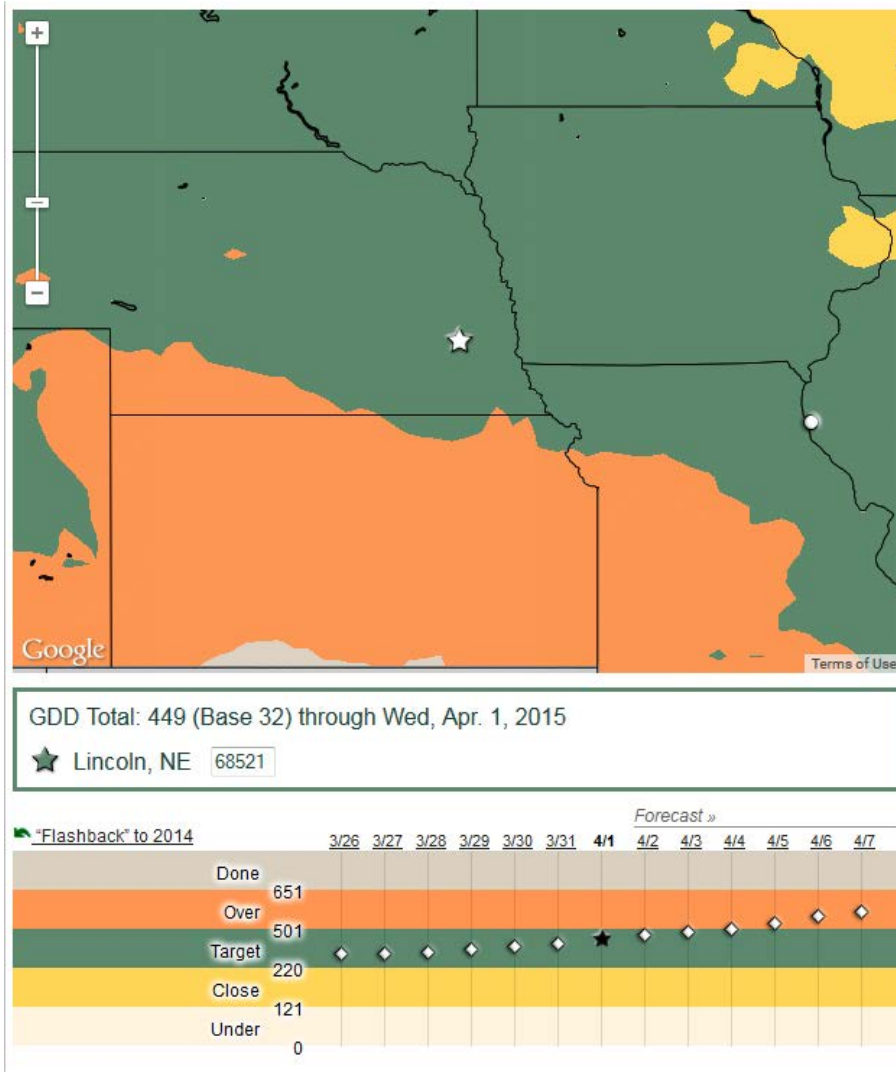 +
−
Google
Terms of Use
GDD Total: 449 (Base 32) through Wed, Apr. 1, 2015
Lincoln, NE 68521
Forecast »
"Flashback" to 2014 3/26 3/27 3/28 3/29 3/30 3/31 4/1 4/2 4/3 4/4 4/5 4/6 4/7
Done
651
Over
501
Target
220
Close
121
Under
0